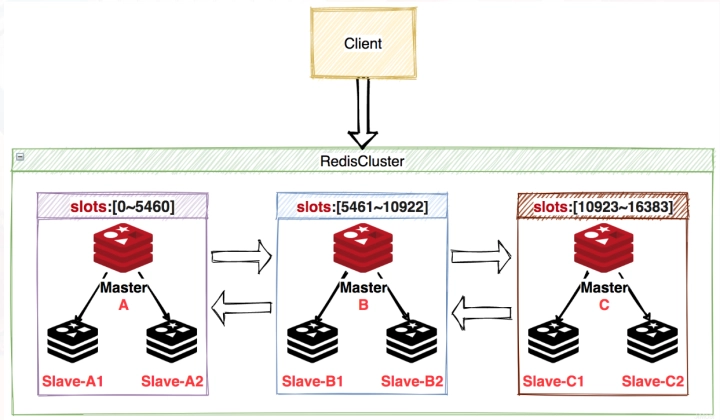 Client
RedisCluster
slots:[0~5460]
slots:[5461~10922]
slots:[10923~16383]
Master
A
Master
B
Master
C
Slave-A1
Slave-A2
Slave-B1
Slave-B2
Slave-C1
Slave-C2